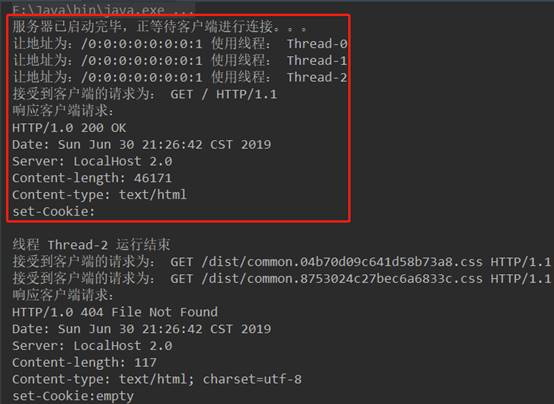 F:\Java\bin\java.exe ...
服务器已启动完毕，正等待客户端进行连接。。。
让地址为：/0:0:0:0:0:0:0:1 使用线程： Thread-0
让地址为：/0:0:0:0:0:0:0:1 使用线程： Thread-1
让地址为：/0:0:0:0:0:0:0:1 使用线程： Thread-2
接受到客户端的请求为： GET / HTTP/1.1
响应客户端请求：
HTTP/1.0 200 OK
Date: Sun Jun 30 21:26:42 CST 2019
Server: LocalHost 2.0
Content-length: 46171
Content-type: text/html
set-Cookie:
线程 Thread-2 运行结束
接受到客户端的请求为： GET /dist/common.04b70d09c641d58b73a8.css HTTP/1.1
接受到客户端的请求为： GET /dist/common.8753024c27bec6a6833c.css HTTP/1.1
响应客户端请求：
HTTP/1.0 404 File Not Found
Date: Sun Jun 30 21:26:42 CST 2019
Server: LocalHost 2.0
Content-length: 117
Content-type: text/html; charset=utf-8
set-Cookie:empty